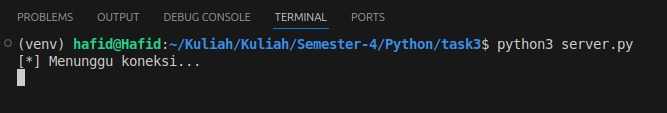 PROBLEMS OUTPUT DEBUG CONSOLE TERMINAL PORTS
(venv) hafid@Hafid:~/Kuliah/Kuliah/Semester-4/Python/task3$ python3 server.py
[*] Menunggu koneksi...